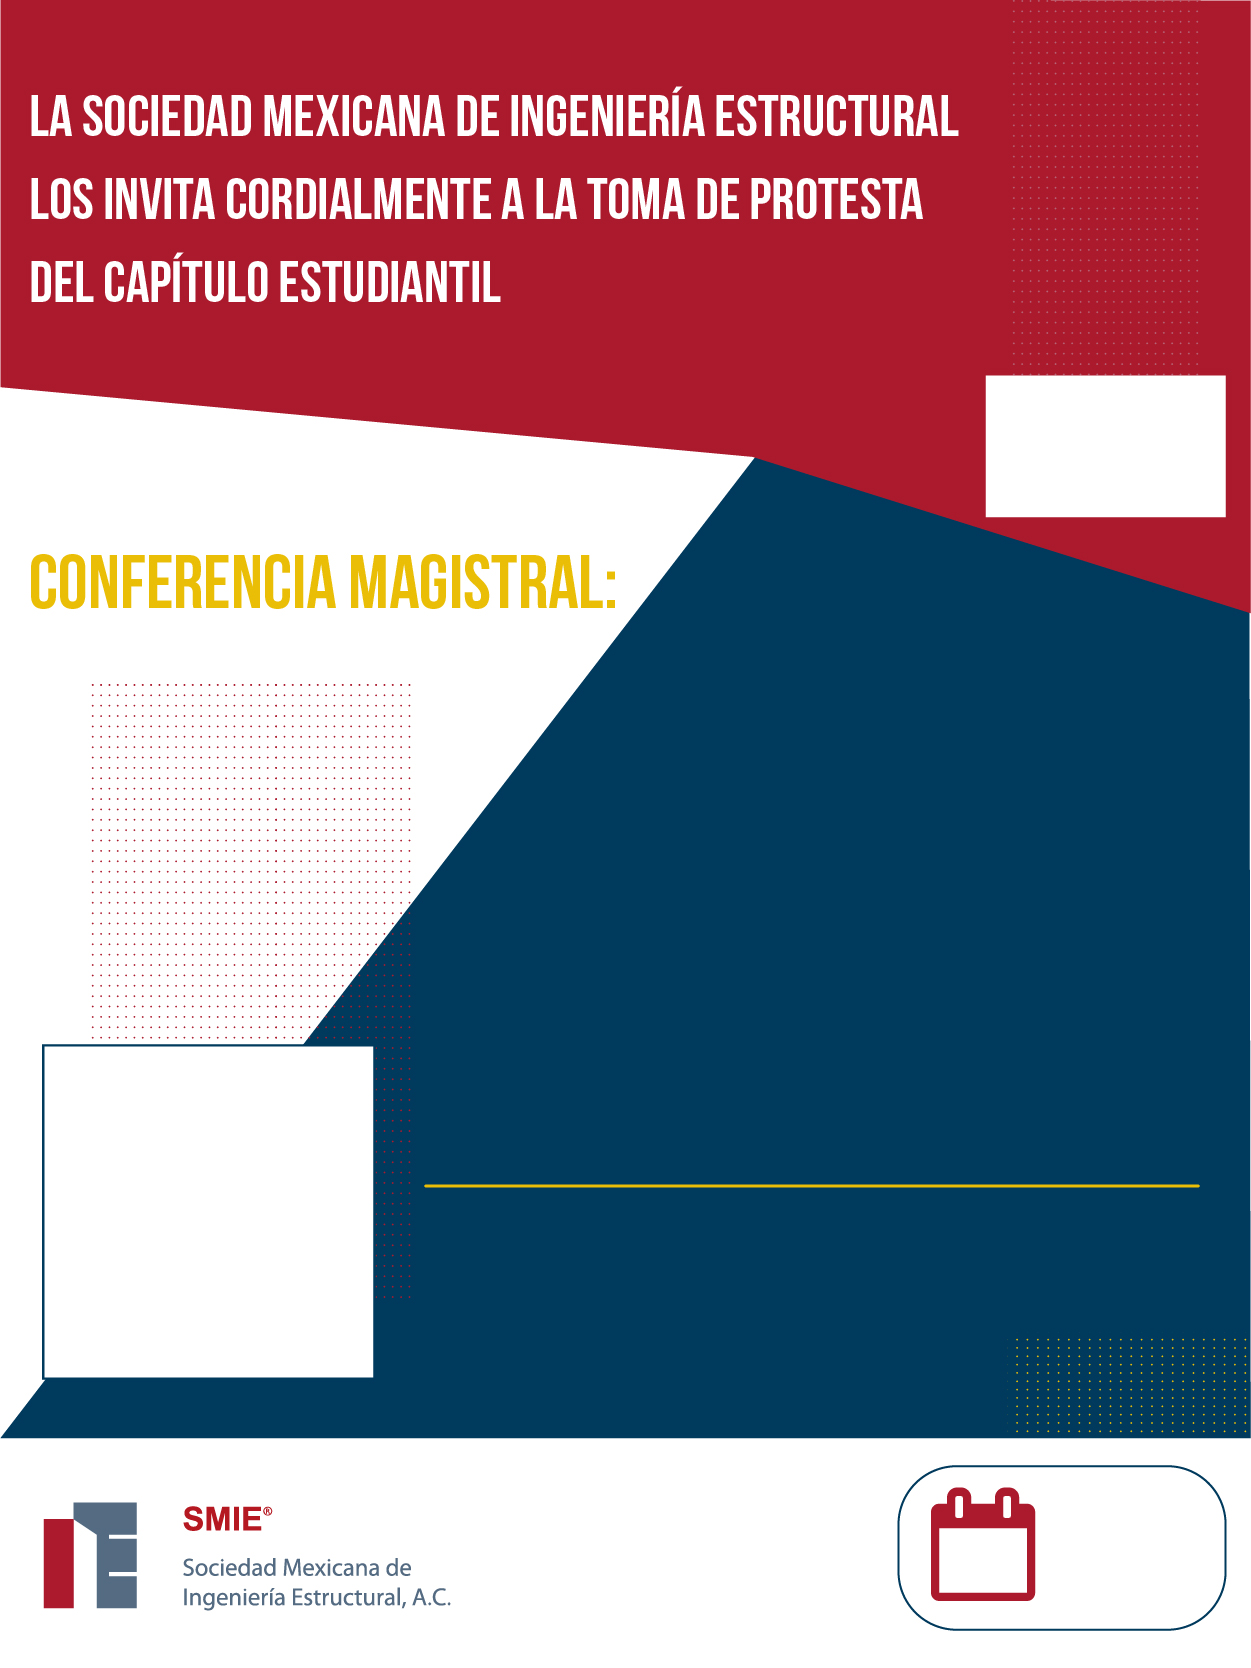 LA SOCIEDAD MEXICANA DE INGENIERÍA ESTRUCTURAL
LOS INVITA CORDIALMENTE A LA TOMA DE PROTESTA
DEL CAPÍTULO ESTUDIANTIL
CONFERENCIA MAGISTRAL:
SMIE®
Sociedad Mexicana de
Ingeniería Estructural, A.C.